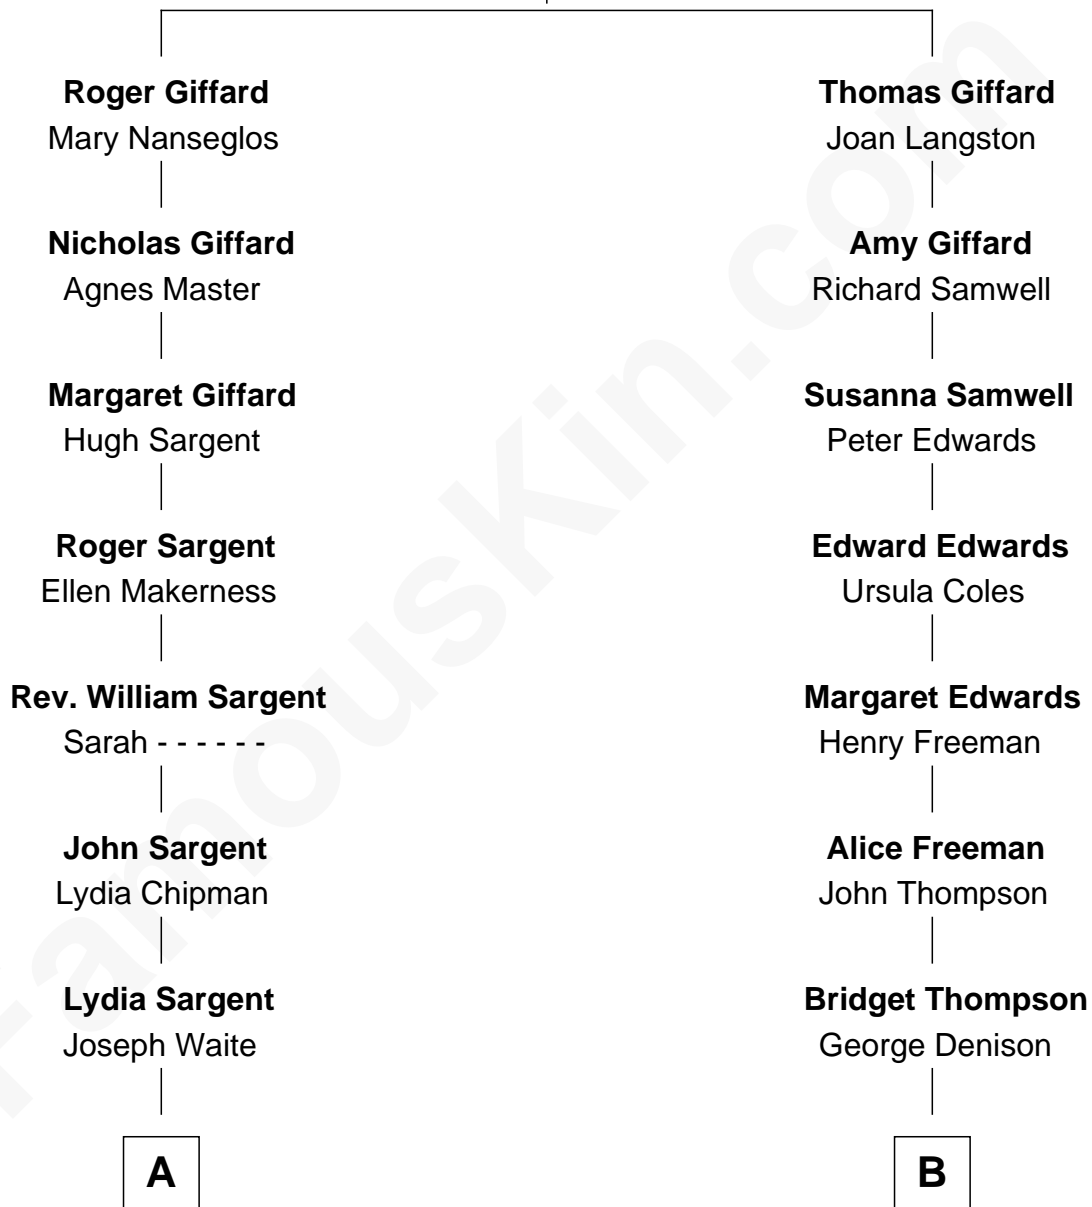 Roger Giffard
Mary Nanseglos
Nicholas Giffard
Agnes Master
Margaret Giffard
Hugh Sargent
Roger Sargent
Ellen Makerness
Rev. William Sargent
Sarah - - - - - -
John Sargent
Lydia Chipman
Lydia Sargent
Joseph Waite
A
Thomas Giffard
Joan Langston
Amy Giffard
Richard Samwell
Susanna Samwell
Peter Edwards
Edward Edwards
Ursula Coles
Margaret Edwards
Henry Freeman
Alice Freeman
John Thompson
Bridget Thompson
George Denison
B
FamousKin.com